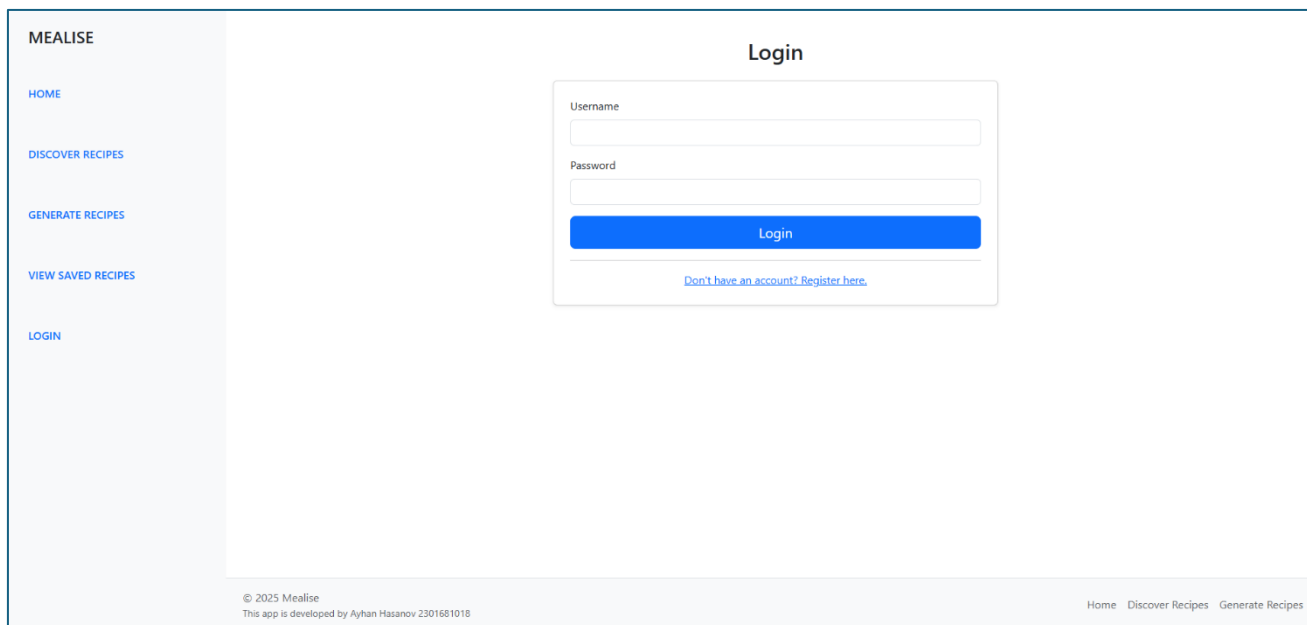 MEALISE
HOME
DISCOVER RECIPES
GENERATE RECIPES
VIEW SAVED RECIPES
LOGIN
Login
Username
Password
Login
Don't have an account? Register here.
© 2025 Mealise
This app is developed by Ayhan Hasanov 2301681018
Home Discover Recipes Generate Recipes